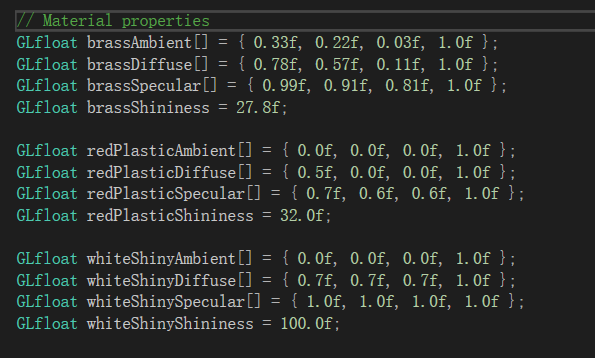 // Material properties
GLfloat brassAmbient[] = { 0.33f, 0.22f, 0.03f, 1.0f };
GLfloat brassDiffuse[] = { 0.78f, 0.57f, 0.11f, 1.0f };
GLfloat brassSpecular[] = { 0.99f, 0.91f, 0.81f, 1.0f };
GLfloat brassShininess = 27.8f;

GLfloat redPlasticAmbient[] = { 0.0f, 0.0f, 0.0f, 1.0f };
GLfloat redPlasticDiffuse[] = { 0.5f, 0.0f, 0.0f, 1.0f };
GLfloat redPlasticSpecular[] = { 0.7f, 0.6f, 0.6f, 1.0f };
GLfloat redPlasticShininess = 32.0f;

GLfloat whiteShinyAmbient[] = { 0.0f, 0.0f, 0.0f, 1.0f };
GLfloat whiteShinyDiffuse[] = { 0.7f, 0.7f, 0.7f, 1.0f };
GLfloat whiteShinySpecular[] = { 1.0f, 1.0f, 1.0f, 1.0f };
GLfloat whiteShinyShininess = 100.0f;